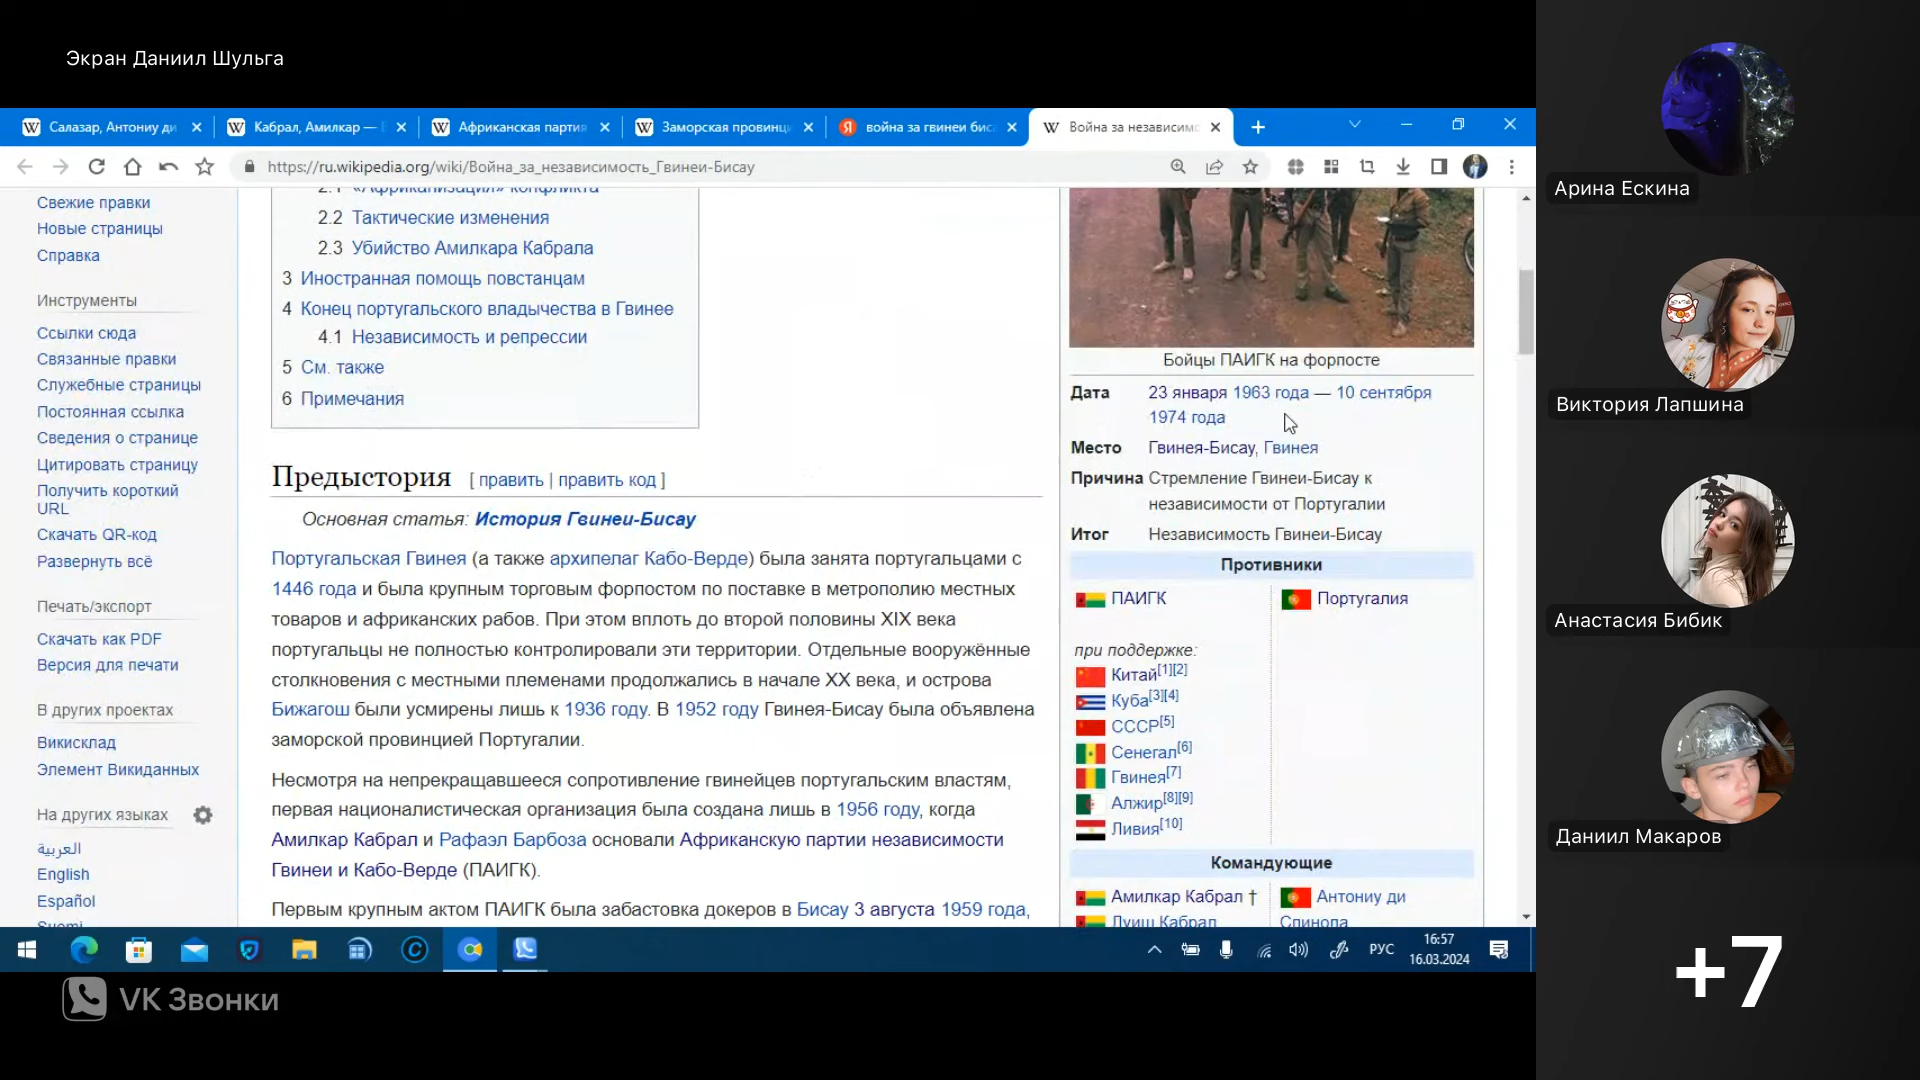 Экран Даниил Шульга
Салазар, Антониу ди
Кабрал, Амилкар —
Африканская партия
Заморская провинци
война за гвинеи бис
Война за независимо
https://ru.wikipedia.org/wiki/Война_за_независимость_Гвинеи-Бисау
Свежие правки
Новые страницы
Справка
Инструменты
Ссылки сюда
Связанные правки
Служебные страницы
Постоянная ссылка
Сведения о странице
Цитировать страницу
Получить короткий
URL
Скачать QR-код
Развернуть всё
Печать/экспорт
Скачать как PDF
Версия для печати
В других проектах
Викисклад
Элемент Викиданных
На других языках
العربية
English
Español
Suomi
2.1 «Африканизация» конфликта
2.2 Тактические изменения
2.3 Убийство Амилкара Кабрала
3 Иностранная помощь повстанцам
4 Конец португальского владычества в Гвинее
4.1 Независимость и репрессии
5 См. также
6 Примечания
Предыстория [ править | править код ]
Основная статья: История Гвинеи-Бисау
Португальская Гвинея (а также архипелаг Кабо-Верде) была занята португальцами с
1446 года и была крупным торговым форпостом по поставке в метрополию местных
товаров и африканских рабов. При этом вплоть до второй половины XIX века
португальцы не полностью контролировали эти территории. Отдельные вооружённые
столкновения с местными племенами продолжались в начале XX века, и острова
Бижагош были усмирены лишь к 1936 году. В 1952 году Гвинея-Бисау была объявлена
заморской провинцией Португалии.
Несмотря на непрекращавшееся сопротивление гвинейцев португальским властям,
первая националистическая организация была создана лишь в 1956 году, когда
Амилкар Кабрал и Рафаэл Барбоза основали Африканскую партии независимости
Гвинеи и Кабо-Верде (ПАИГК).
Первым крупным актом ПАИГК была забастовка докеров в Бисау 3 августа 1959 года,
Бойцы ПАИГК на форпосте
Дата 23 января 1963 года — 10 сентября
1974 года
Место Гвинея-Бисау, Гвинея
Причина Стремление Гвинеи-Бисау к
независимости от Португалии
Итог Независимость Гвинеи-Бисау
Противники
ПАИГК Португалия
при поддержке:
Китай[1][2]
Куба[3][4]
СССР[5]
Сенегал[6]
Гвинея[7]
Алжир[8][9]
Ливия[10]
Командующие
Амилкар Кабрал † Антониу ди
Луиш Кабрал Спинола
РУС
16:57
16.03.2024
VK Звонки
Арина Ескина
Виктория Лапшина
Анастасия Бибик
Даниил Макаров
+7